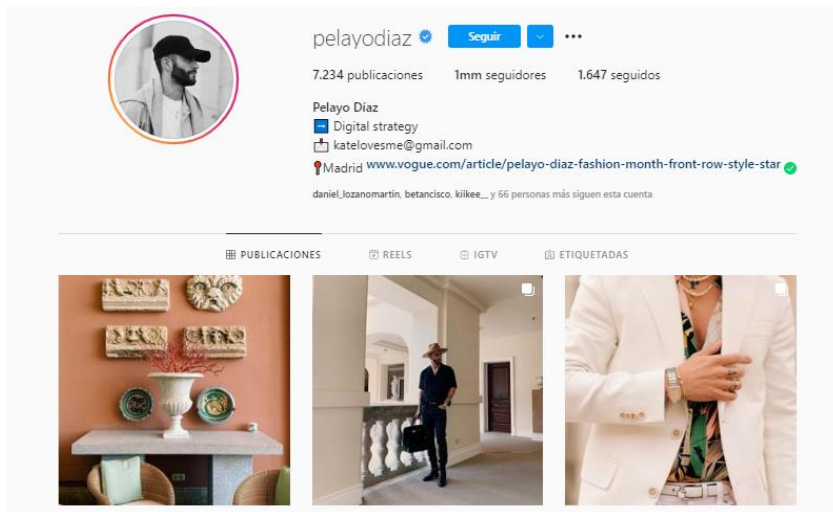 pelayodiaz Seguir
7.234 publicaciones 1mm seguidores 1.647 seguidos
Pelayo Díaz
Digital strategy
katelovesme@gmail.com
Madrid www.vogue.com/article/pelayo-diaz-fashion-month-front-row-style-star
daniel_lozanomartin, betancisco, kiikee__ y 66 personas más siguen esta cuenta
PUBLICACIONES REELS IGTV ETIQUETADAS